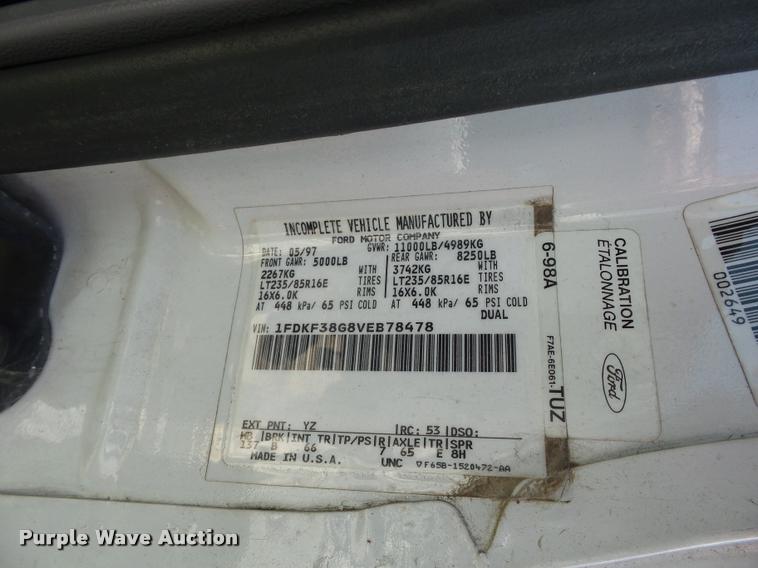 INCOMPLETE VEHICLE MANUFACTURED BY
FORD MOTOR COMPANY
DATE: 05/97 GVWR: 11000LB/4989KG
FRONT GAWR: 5000LB REAR GAWR: 8250LB
2267KG WITH 3742KG WITH
LT235/85R16E TIRES LT235/85R16E TIRES
16X6.0K RIMS 16X6.0K RIMS
AT 448 kPa/ 65 PSI COLD AT 448 kPa/ 65 PSI COLD
DUAL
VIN: 1FDKF38G8VEB78478
EXT PNT: YZ |RC: 53 |DSO:
WB |BRK|INT TR|TP/PS|R|AXLE|TR|SPR
137 B 66 7 65 E 8H
MADE IN U.S.A. UNC ▽F65B-1520472-AA
6-98A
F7AE-6E061-TUZ
CALIBRATION
ÉTALONNAGE
Ford
002649
Purple Wave Auction